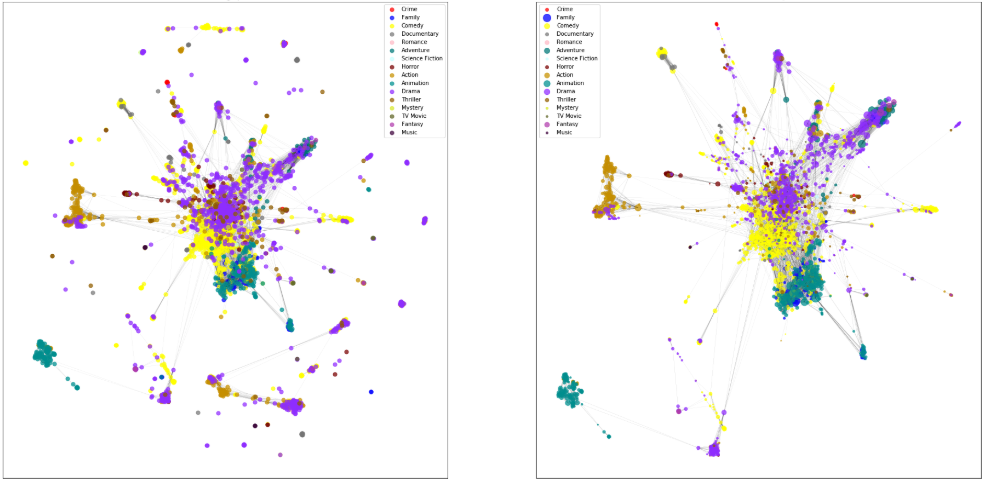 Crime
Family
Comedy
Documentary
Romance
Adventure
Science Fiction
Horror
Action
Animation
Drama
Thriller
Mystery
TV Movie
Fantasy
Music
Crime
Family
Comedy
Documentary
Romance
Adventure
Science Fiction
Horror
Action
Animation
Drama
Thriller
Mystery
TV Movie
Fantasy
Music